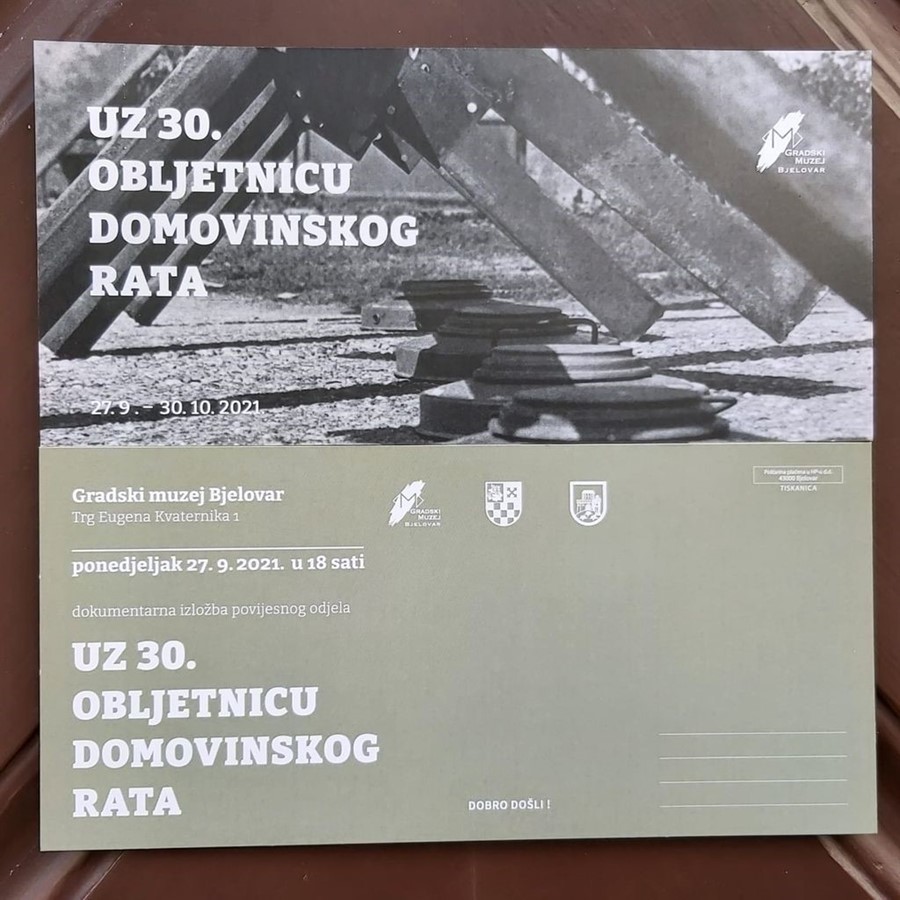 UZ 30.
OBLJETNICU
DOMOVINSKOG
RATA
GRADSKI
MUZEJ
BJELOVAR
27. 9. – 30. 10. 2021
Gradski muzej Bjelovar
Trg Eugena Kvaternika 1
GRADSKI
MUZEJ
BJELOVAR
Poštarina plaćena u HP-u d.d.
43000 Bjelovar
TISKANICA
ponedjeljak 27. 9. 2021. u 18 sati
dokumentarna izložba povijesnog odjela
UZ 30.
OBLJETNICU
DOMOVINSKOG
RATA
DOBRO DOŠLI !